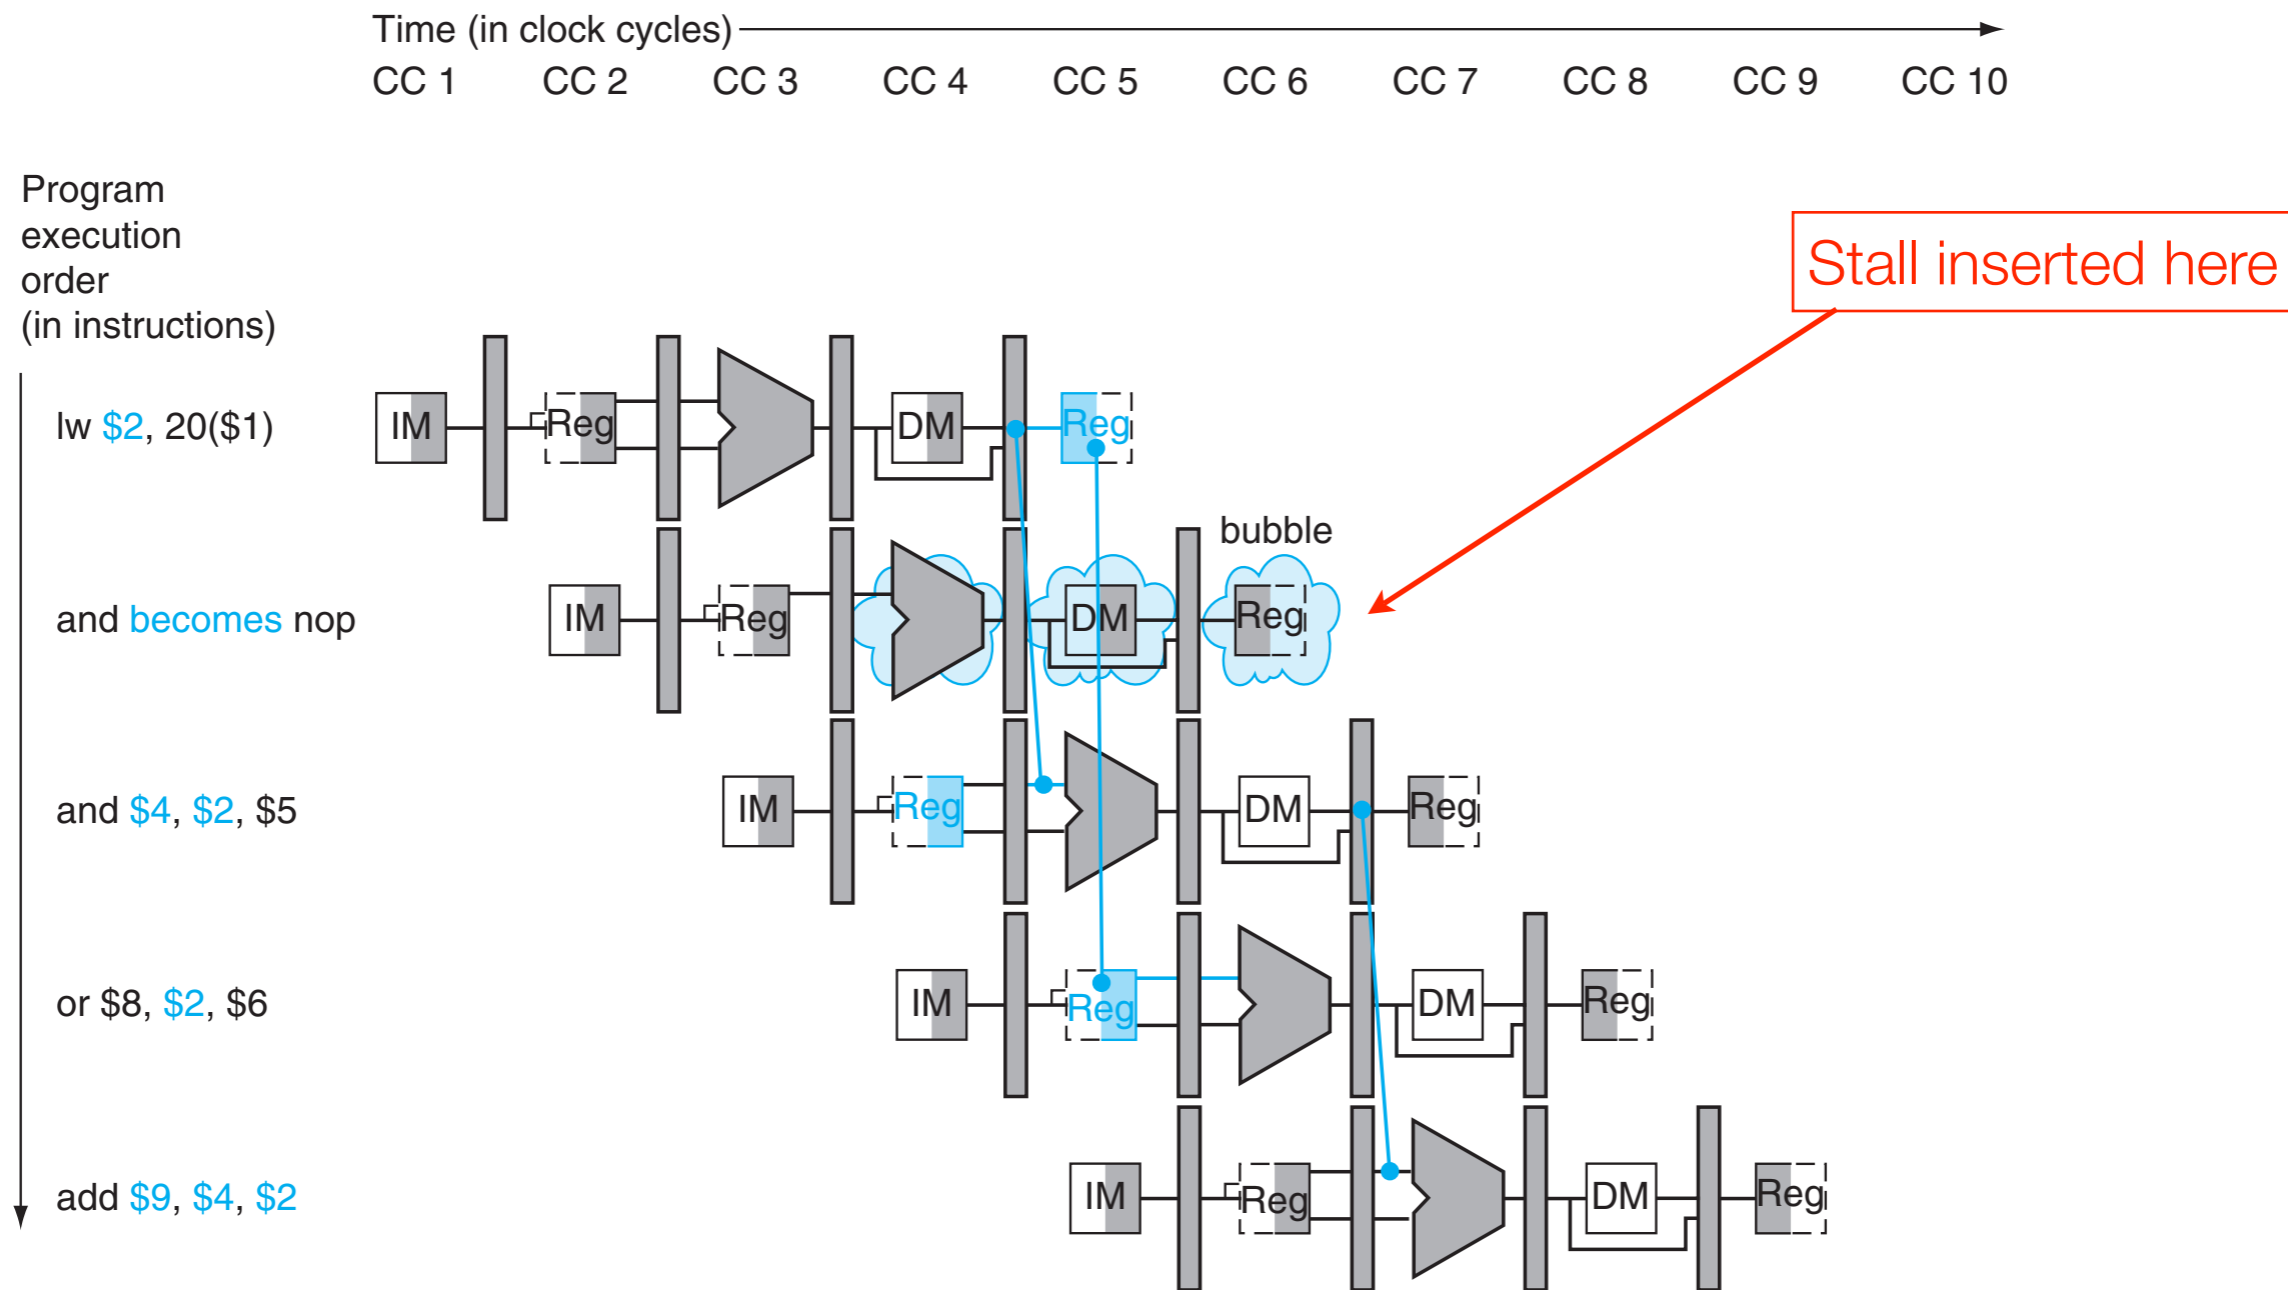 Time (in clock cycles)
CC 1 CC 2 CC 3 CC 4 CC 5 CC 6 CC 7 CC 8 CC 9 CC 10
Program
execution
order
(in instructions)
Stall inserted here
lw $2, 20($1)
IM Reg DM Reg
bubble
and becomes nop
IM Reg DM Reg
and $4, $2, $5
IM Reg DM Reg
or $8, $2, $6
IM Reg DM Reg
add $9, $4, $2
IM Reg DM Reg